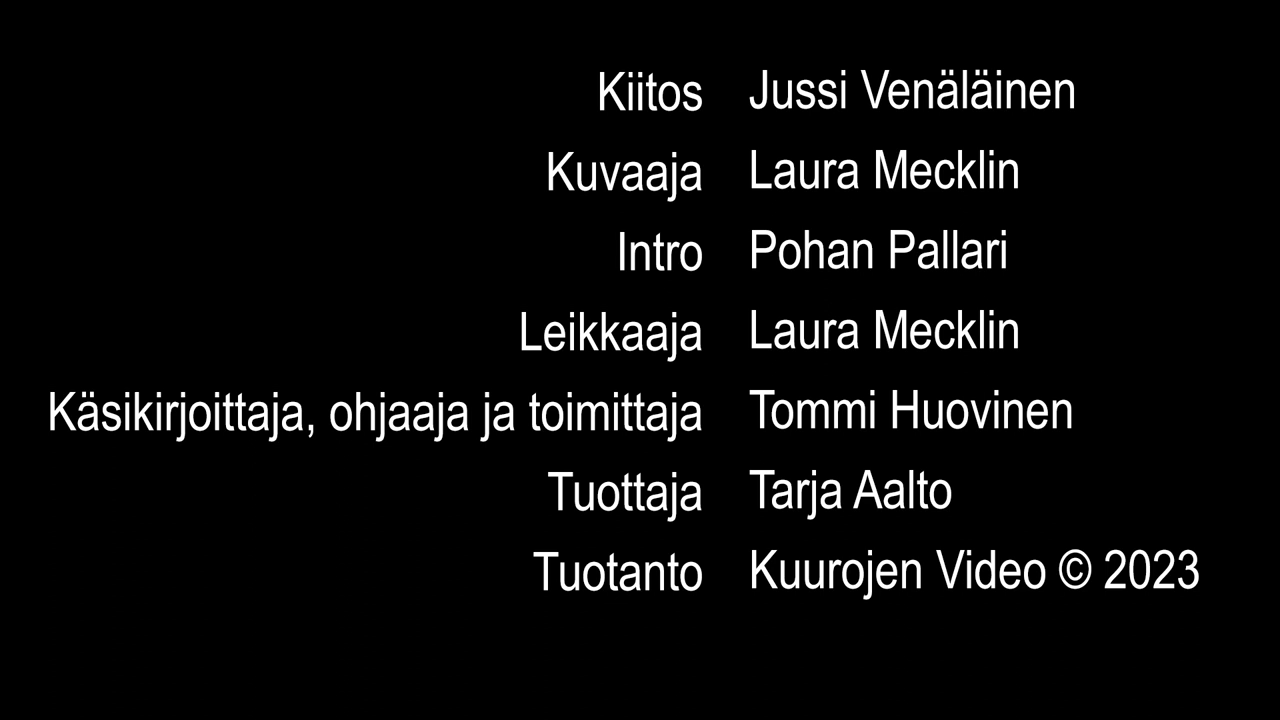 Kiitos Jussi Venäläinen
Kuvaaja Laura Mecklin
Intro Pohan Pallari
Leikkaaja Laura Mecklin
Käsikirjoittaja, ohjaaja ja toimittaja Tommi Huovinen
Tuottaja Tarja Aalto
Tuotanto Kuurojen Video © 2023